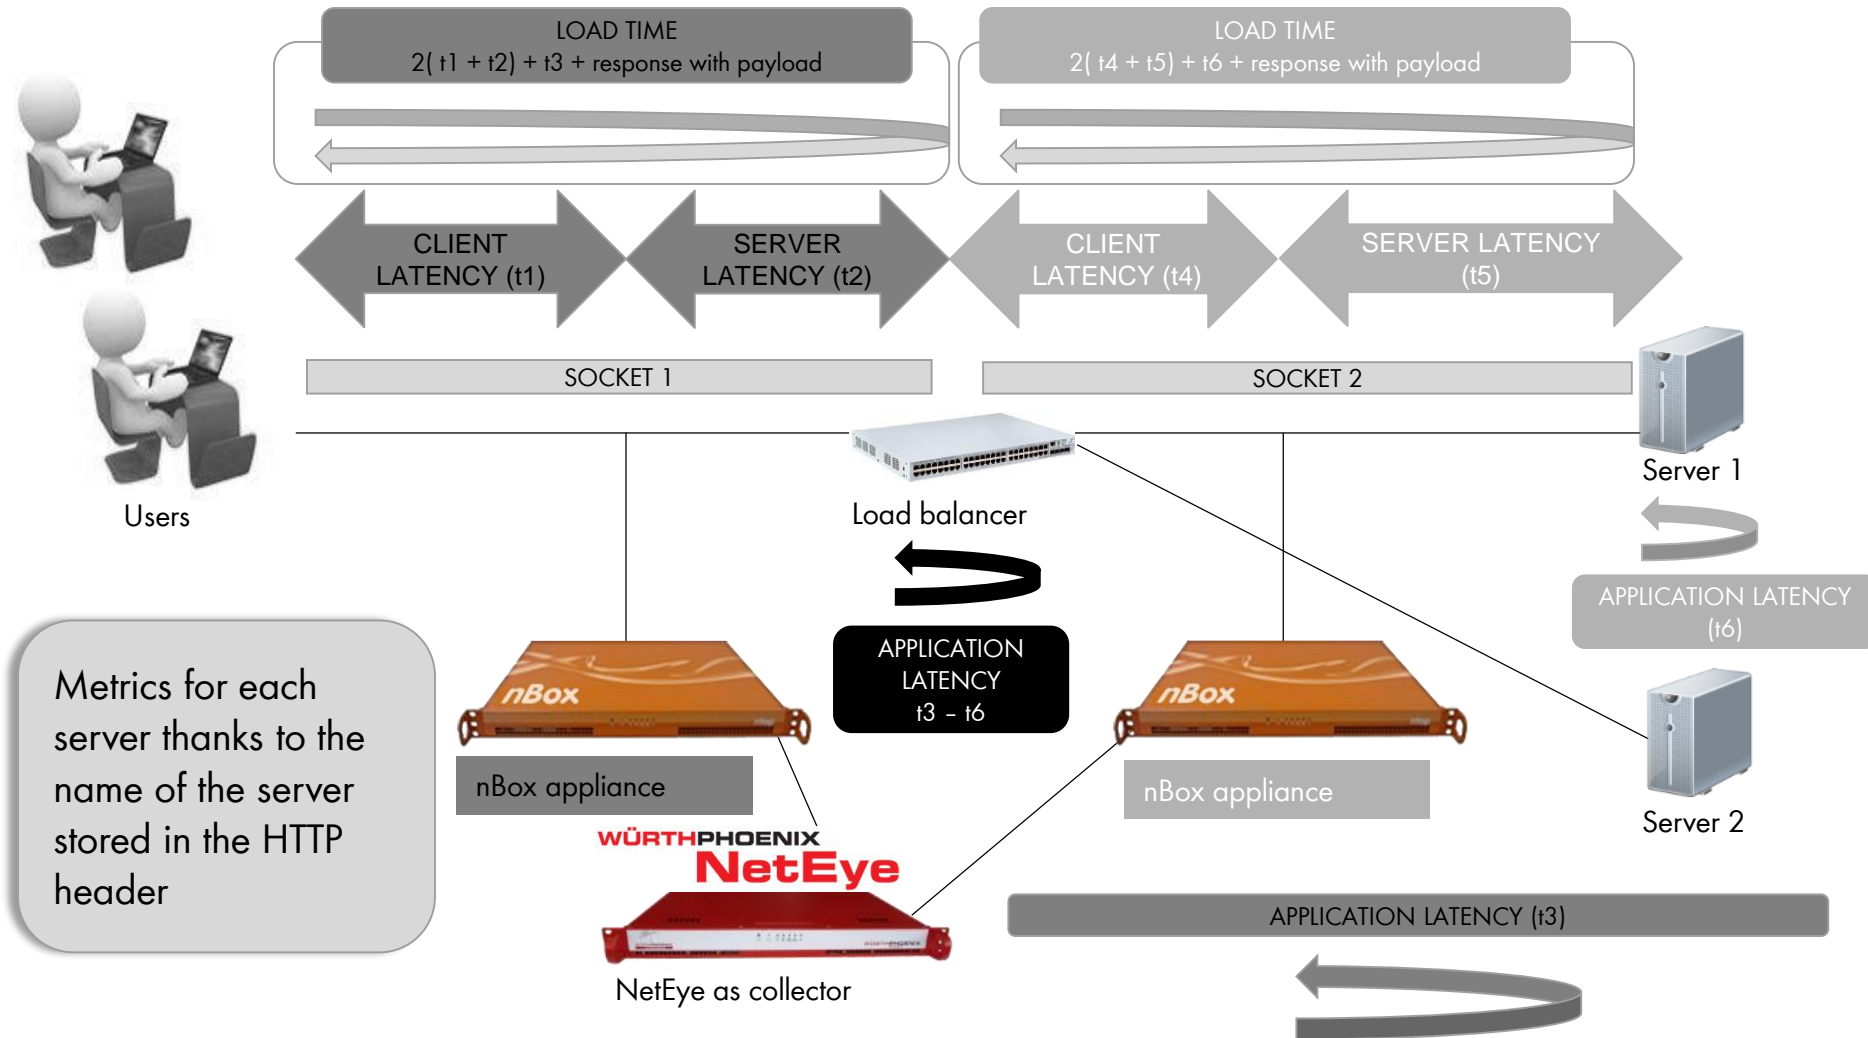 LOAD TIME
2( t1 + t2) + t3 + response with payload
LOAD TIME
2( t4 + t5) + t6 + response with payload
CLIENT
LATENCY (t1)
SERVER
LATENCY (t2)
CLIENT
LATENCY (t4)
SERVER LATENCY
(t5)
SOCKET 1
SOCKET 2
Users
Load balancer
Server 1
APPLICATION LATENCY
(t6)
APPLICATION
LATENCY
t3 – t6
Metrics for each
server thanks to the
name of the server
stored in the HTTP
header
nBox
nBox
nBox appliance
nBox appliance
Server 2
WÜRTHPHOENIX
NetEye
WÜRTHPHOENIX
NetEye as collector
APPLICATION LATENCY (t3)